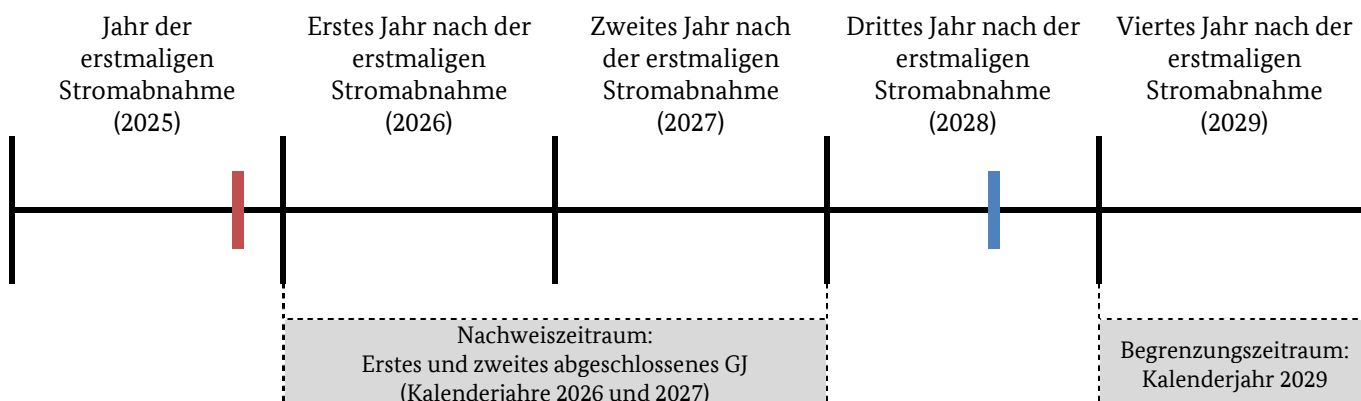 Jahr der
erstmaligen
Stromabnahme
(2025)
Erstes Jahr nach der
erstmaligen
Stromabnahme
(2026)
Zweites Jahr nach
der erstmaligen
Stromabnahme
(2027)
Drittes Jahr nach der
erstmaligen
Stromabnahme
(2028)
Viertes Jahr nach der
erstmaligen
Stromabnahme
(2029)
Nachweiszeitraum:
Erstes und zweites abgeschlossenes GJ
(Kalenderjahre 2026 und 2027)
Begrenzungszeitraum:
Kalenderjahr 2029